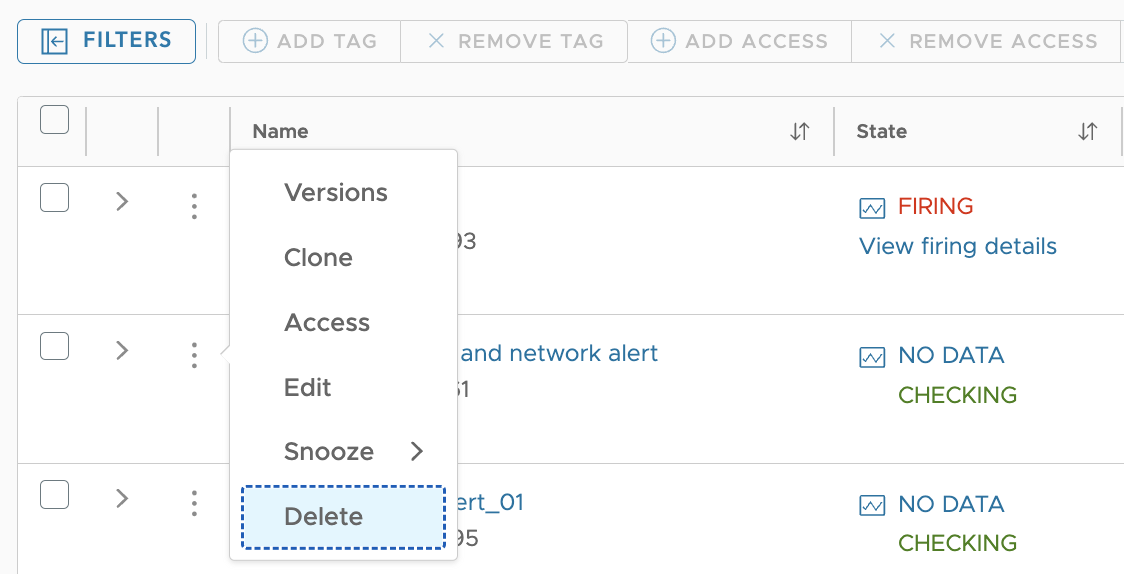 FILTERS ADD TAG REMOVE TAG ADD ACCESS REMOVE ACCESS
Name State
Versions
FIRING
93
View firing details
Clone
Access
and network alert
NO DATA
Edit
51
CHECKING
Snooze
Delete
ert_01
NO DATA
95
CHECKING